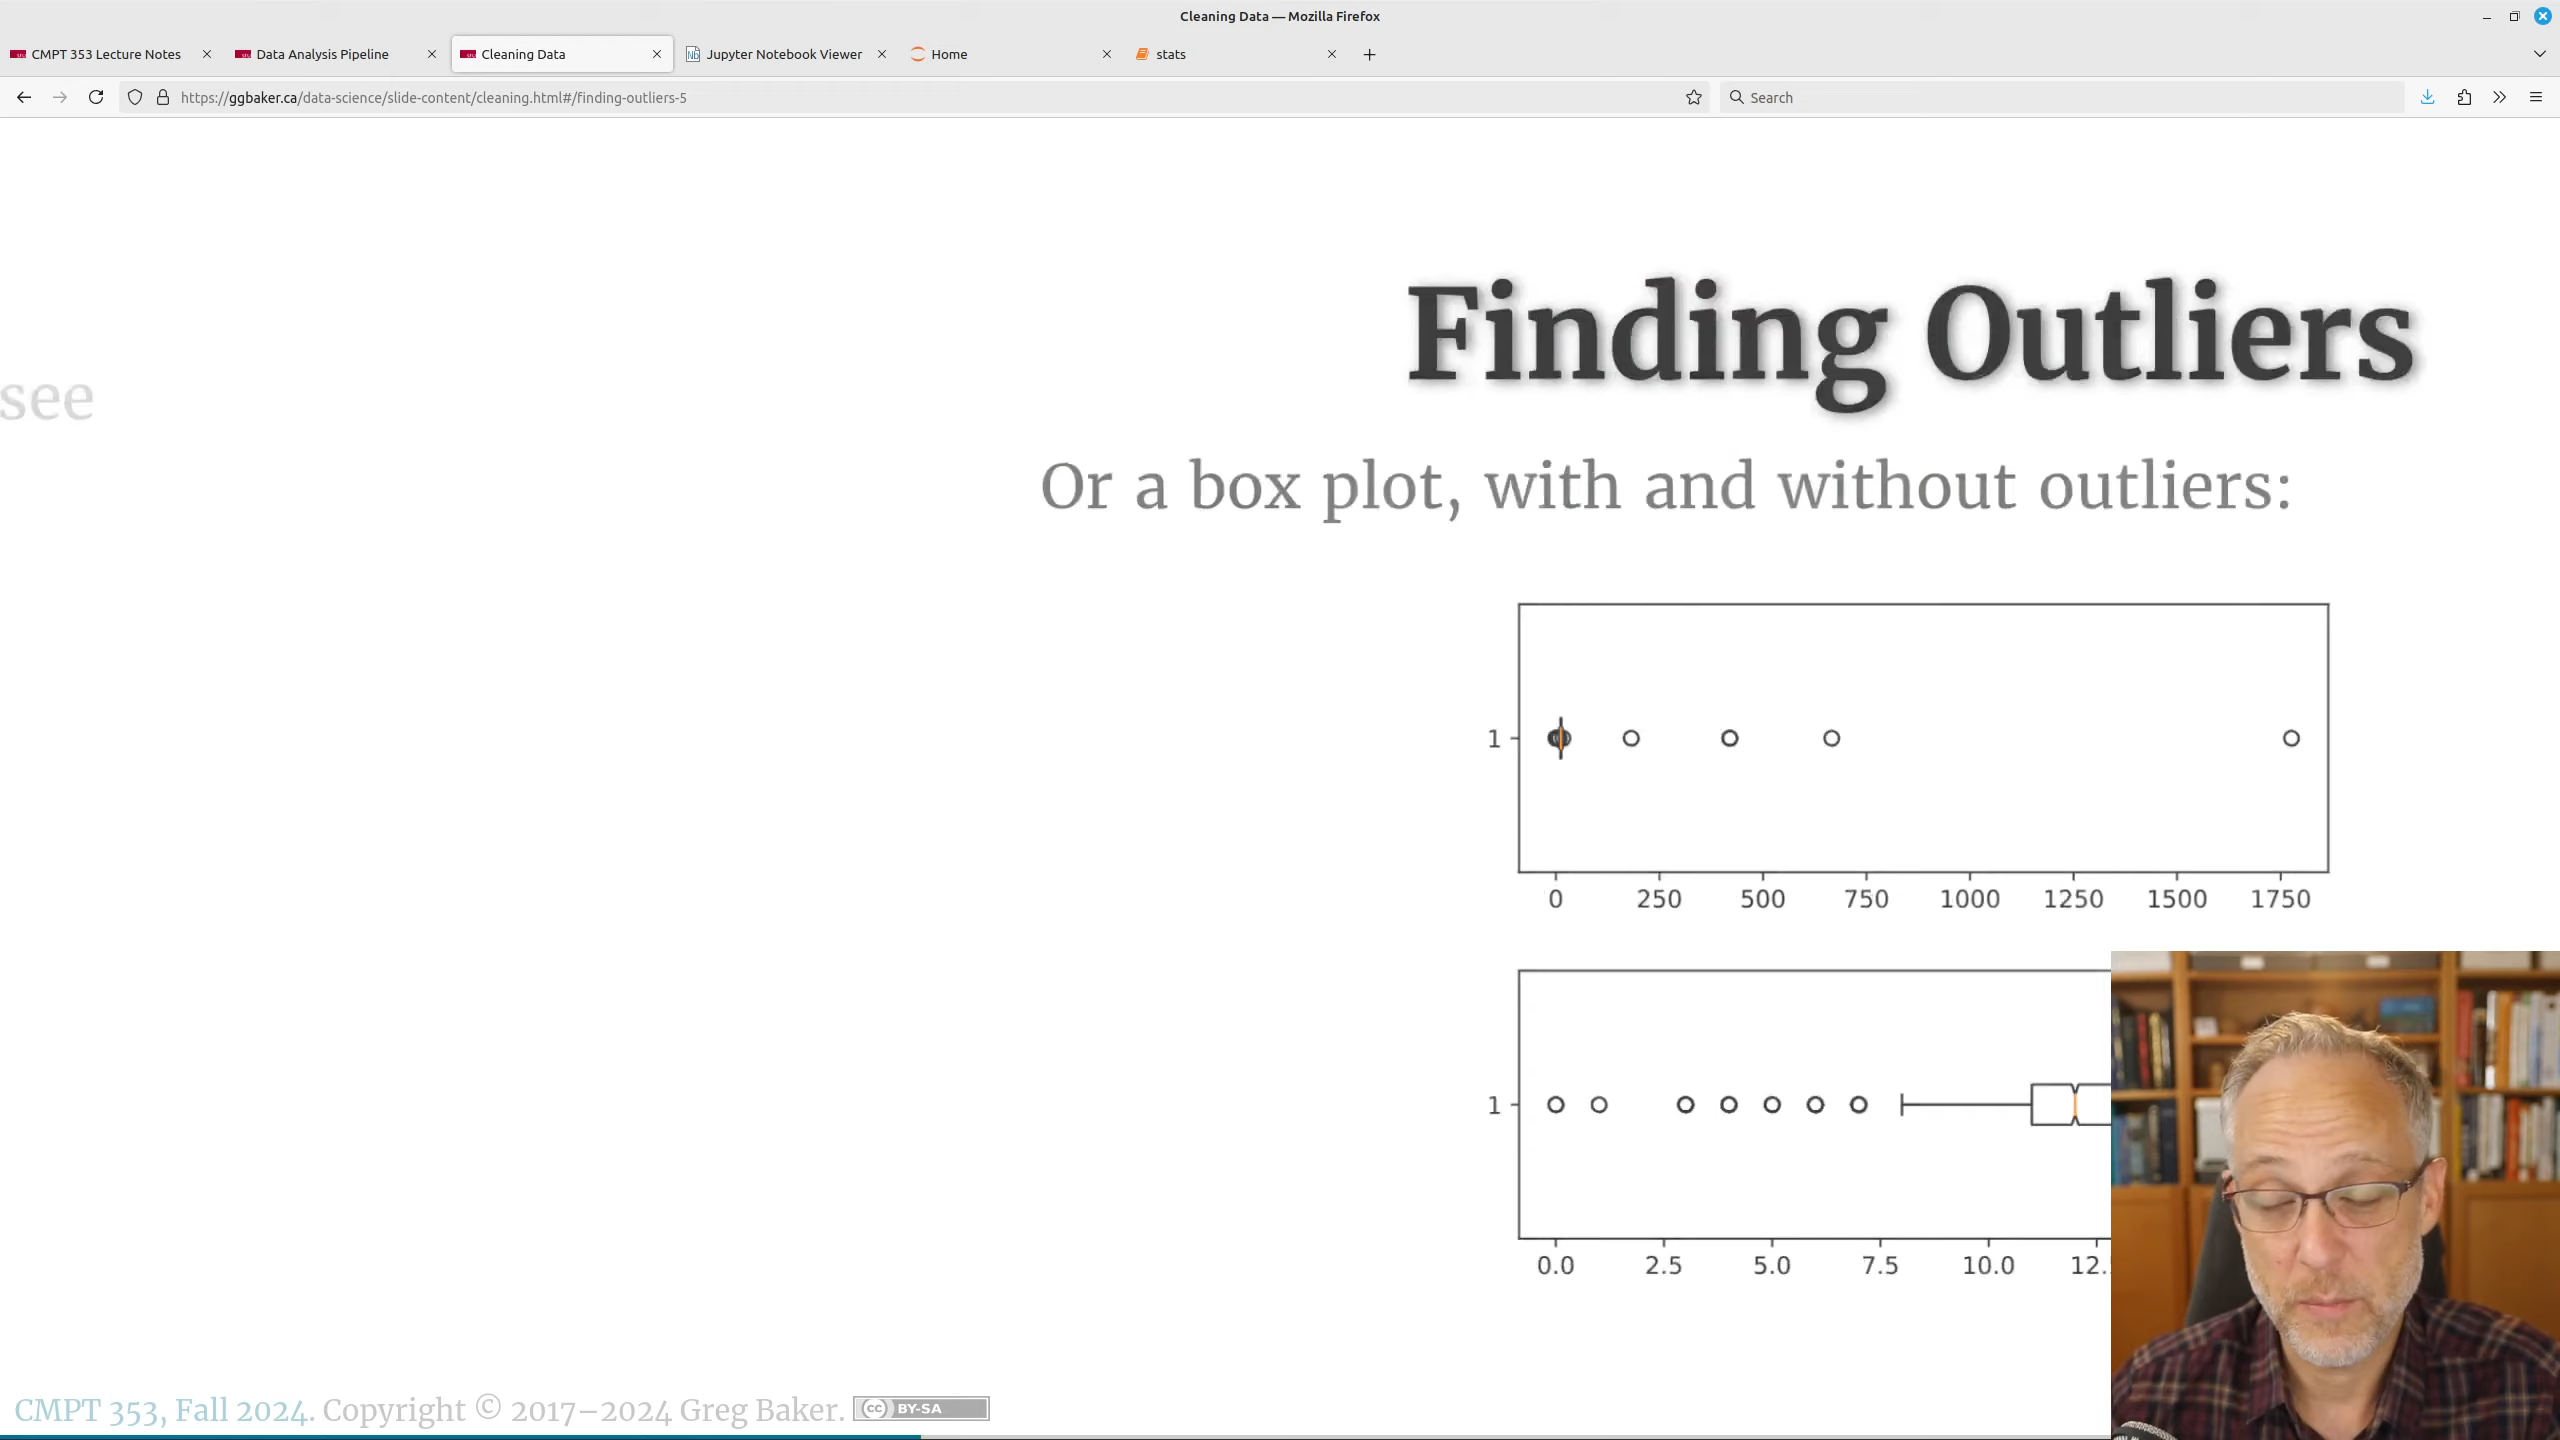 Cleaning Data — Mozilla Firefox
CMPT 353 Lecture Notes
Data Analysis Pipeline
Cleaning Data
Jupyter Notebook Viewer
Home
stats
https://ggbaker.ca/data-science/slide-content/cleaning.html#/finding-outliers-5
Search
Finding Outliers
see
Or a box plot, with and without outliers:
1
0 250 500 750 1000 1250 1500 1750
1
0.0 2.5 5.0 7.5 10.0 12.
CMPT 353, Fall 2024. Copyright © 2017–2024 Greg Baker. cc BY-SA